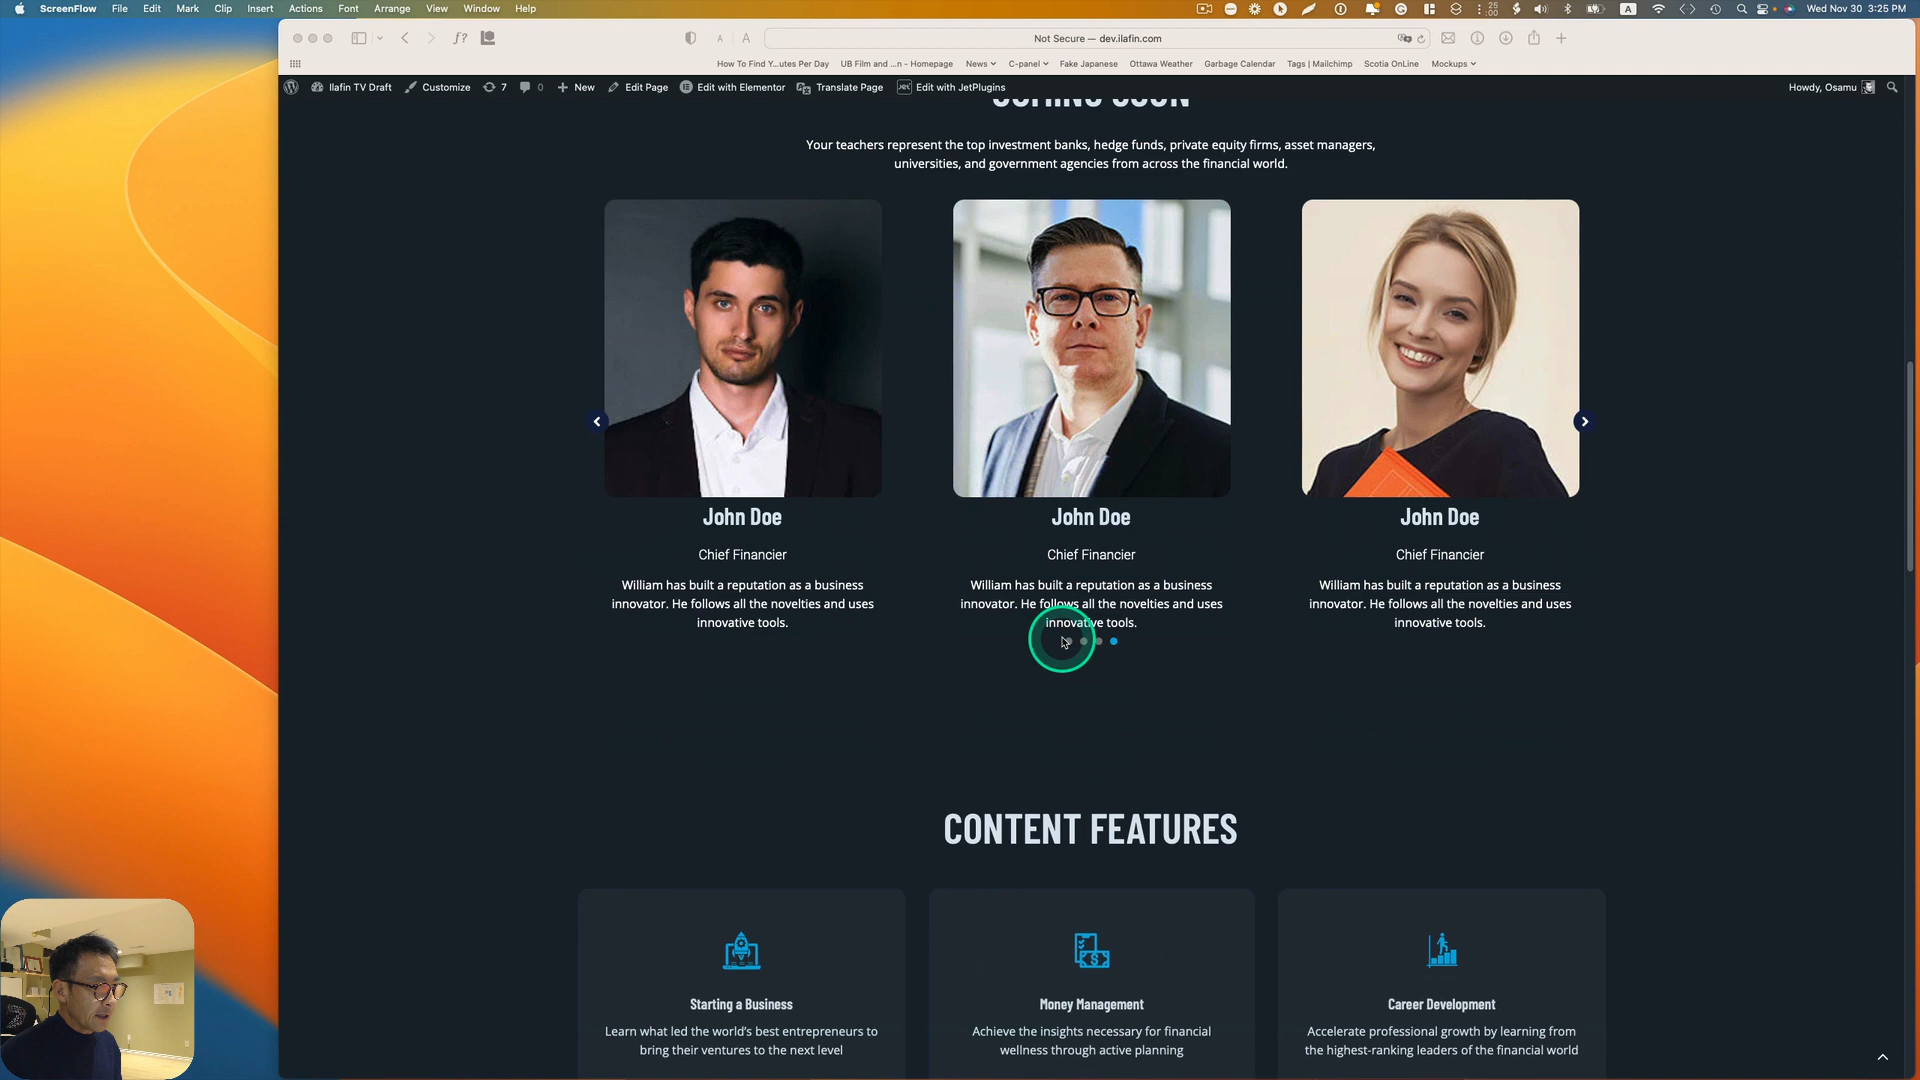 ScreenFlow File Edit Mark Clip Insert Actions Font Arrange View Window Help
25
:00
A
Wed Nov 30 3:25 PM
Not Secure — dev.ilafin.com
How To Find Y...utes Per Day UB Film and ...n - Homepage News C-panel Fake Japanese Ottawa Weather Garbage Calendar Tags | Mailchimp Scotia OnLine Mockups
Ilafin TV Draft Customize 7 0 New Edit Page Edit with Elementor Translate Page Edit with JetPlugins Howdy, Osamu
COMING SOON
Your teachers represent the top investment banks, hedge funds, private equity firms, asset managers,
universities, and government agencies from across the financial world.
John Doe
Chief Financier
William has built a reputation as a business
innovator. He follows all the novelties and uses
innovative tools.
John Doe
Chief Financier
William has built a reputation as a business
innovator. He follows all the novelties and uses
innovative tools.
John Doe
Chief Financier
William has built a reputation as a business
innovator. He follows all the novelties and uses
innovative tools.
CONTENT FEATURES
Starting a Business
Learn what led the world's best entrepreneurs to
bring their ventures to the next level
Money Management
Achieve the insights necessary for financial
wellness through active planning
Career Development
Accelerate professional growth by learning from
the highest-ranking leaders of the financial world